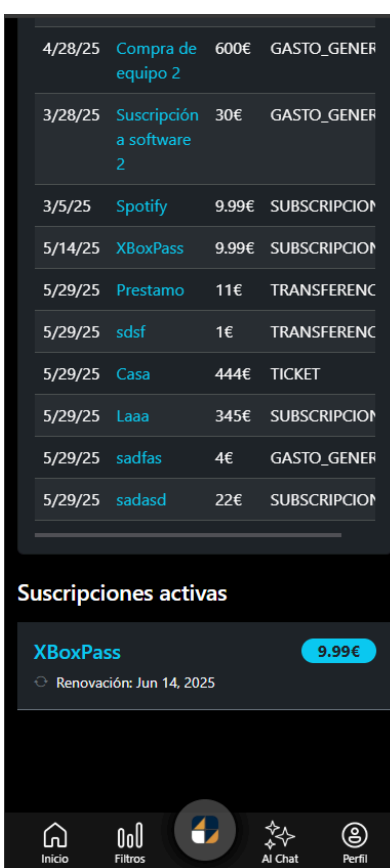 4/28/25 Compra de equipo 2 600€ GASTO_GENER
3/28/25 Suscripción a software 2 30€ GASTO_GENER
3/5/25 Spotify 9.99€ SUBSCRIPCION
5/14/25 XBoxPass 9.99€ SUBSCRIPCION
5/29/25 Prestamo 11€ TRANSFERENC
5/29/25 sdsf 1€ TRANSFERENC
5/29/25 Casa 444€ TICKET
5/29/25 Laaa 345€ SUBSCRIPCION
5/29/25 sadfas 4€ GASTO_GENER
5/29/25 sadasd 22€ SUBSCRIPCION
Suscripciones activas
XBoxPass 9.99€
Renovación: Jun 14, 2025
Inicio Filtros AI Chat Perfil